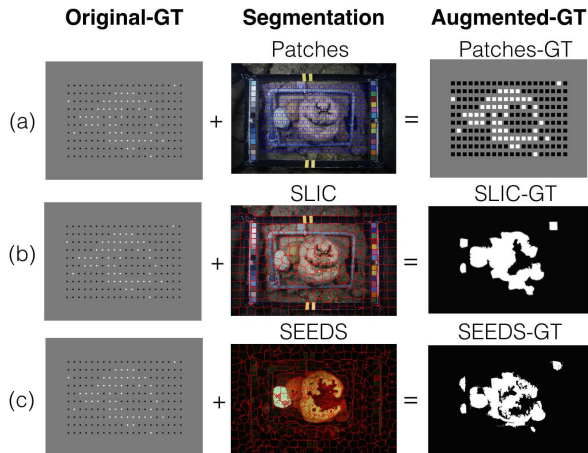 Original-GT Segmentation Augmented-GT
Patches Patches-GT
(a) + =
SLIC SLIC-GT
(b) + =
SEEDS SEEDS-GT
(c) + =